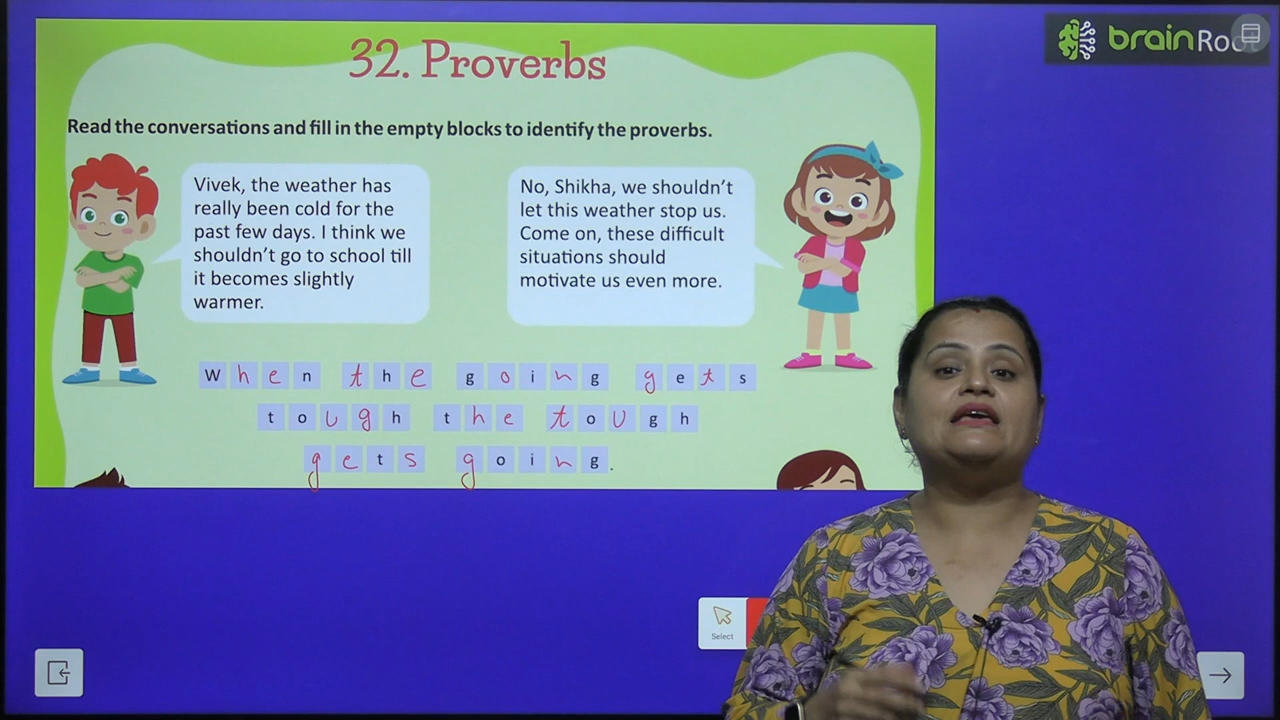 brainRoo
32. Proverbs
Read the conversations and fill in the empty blocks to identify the proverbs.
Vivek, the weather has
really been cold for the
past few days. I think we
shouldn't go to school till
it becomes slightly
warmer.
No, Shikha, we shouldn't
let this weather stop us.
Come on, these difficult
situations should
motivate us even more.
When the going gets
tough the tough
gets going.
Select